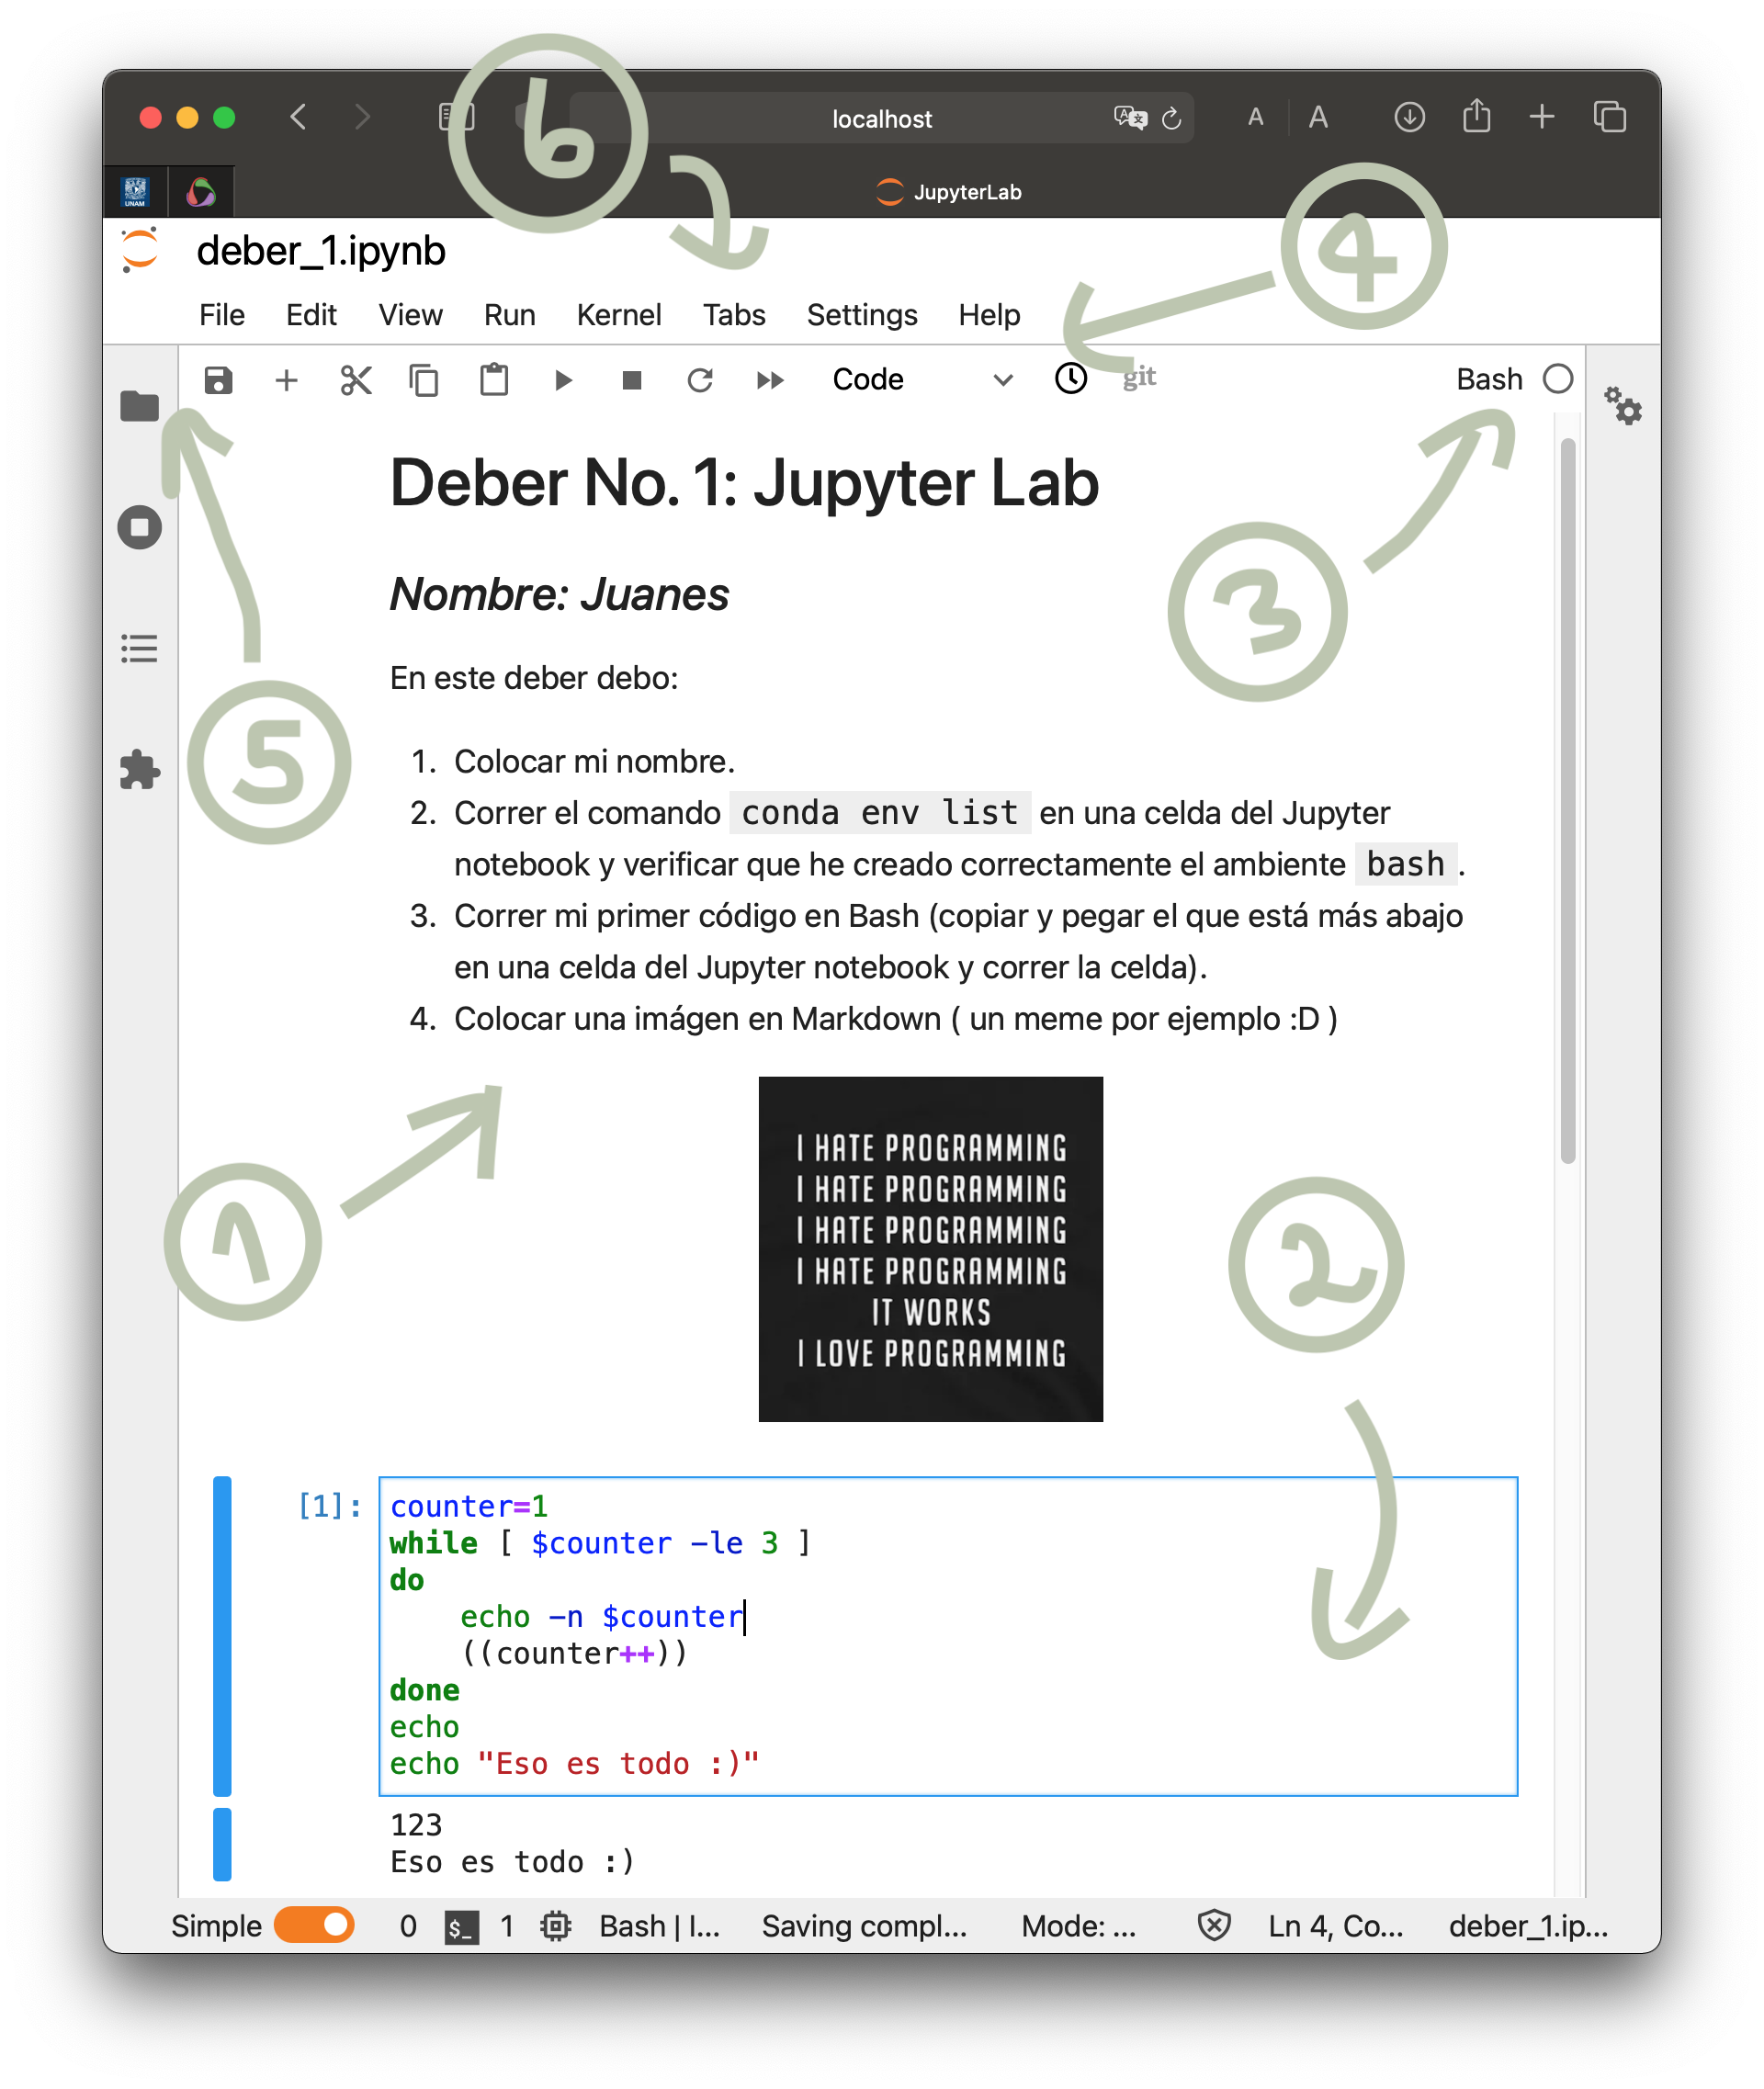 6
localhost
A A
UNAM
JupyterLab
4
deber_1.ipynb
File Edit View Run Kernel Tabs Settings Help
Code git Bash
Deber No. 1: Jupyter Lab
3
Nombre: Juanes
En este deber debo:
5
1. Colocar mi nombre.
2. Correr el comando conda env list en una celda del Jupyter
notebook y verificar que he creado correctamente el ambiente bash.
3. Correr mi primer código en Bash (copiar y pegar el que está más abajo
en una celda del Jupyter notebook y correr la celda).
4. Colocar una imágen en Markdown ( un meme por ejemplo :D )
I HATE PROGRAMMING
I HATE PROGRAMMING
I HATE PROGRAMMING
I HATE PROGRAMMING
IT WORKS
I LOVE PROGRAMMING
1
2
[1]: counter=1
while [ $counter -le 3 ]
do
    echo -n $counter
    ((counter++))
done
echo
echo "Eso es todo :)"
123
Eso es todo :)
Simple 0 $_ 1 Bash | I... Saving compl... Mode: ... Ln 4, Co... deber_1.ip...